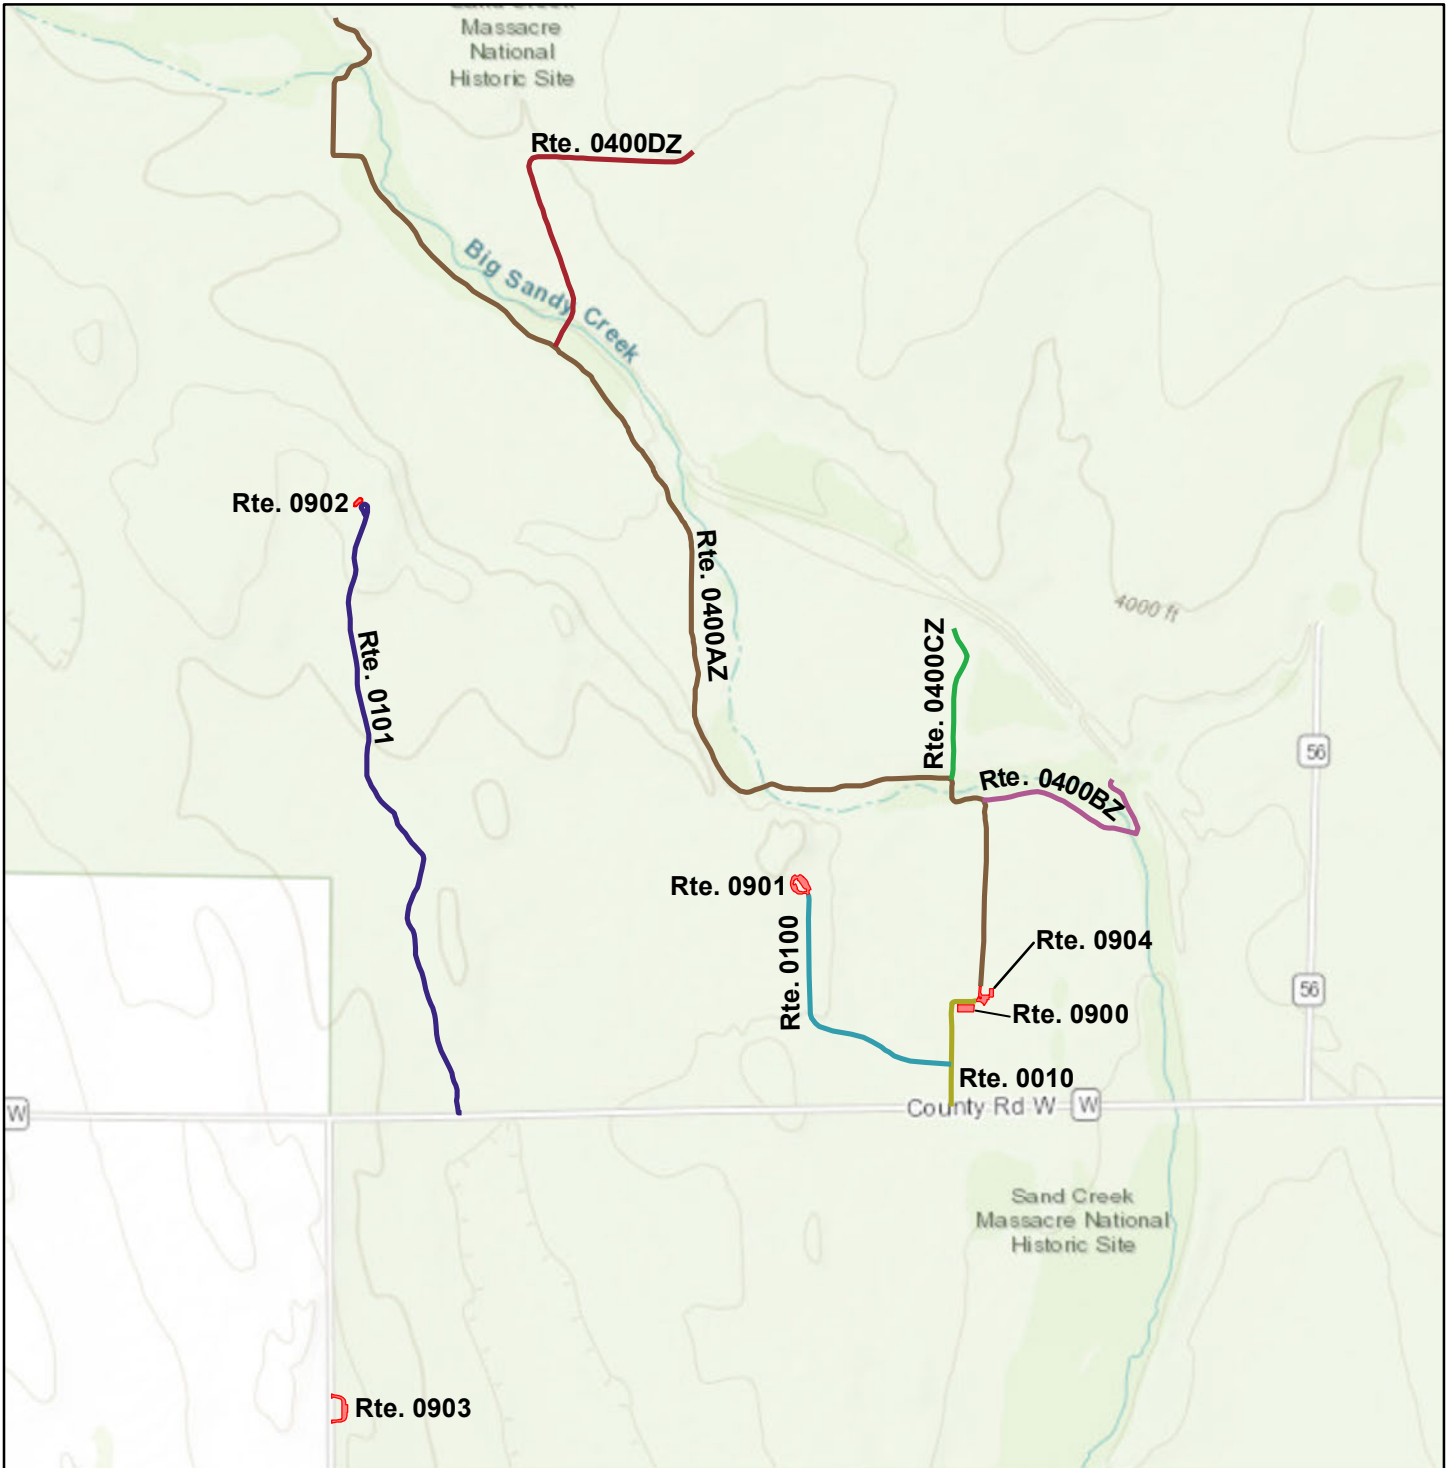 Massacre
National
Historic Site
Rte. 0400DZ
Big Sandy Creek
Rte. 0902
Rte. 0400AZ
4000 ft
Rte. 0400CZ
Rte. 0101
56
Rte. 0400BZ
Rte. 0901
Rte. 0100
Rte. 0904
56
Rte. 0900
Rte. 0010
W
County Rd W
W
Sand Creek
Massacre National
Historic Site
Rte. 0903